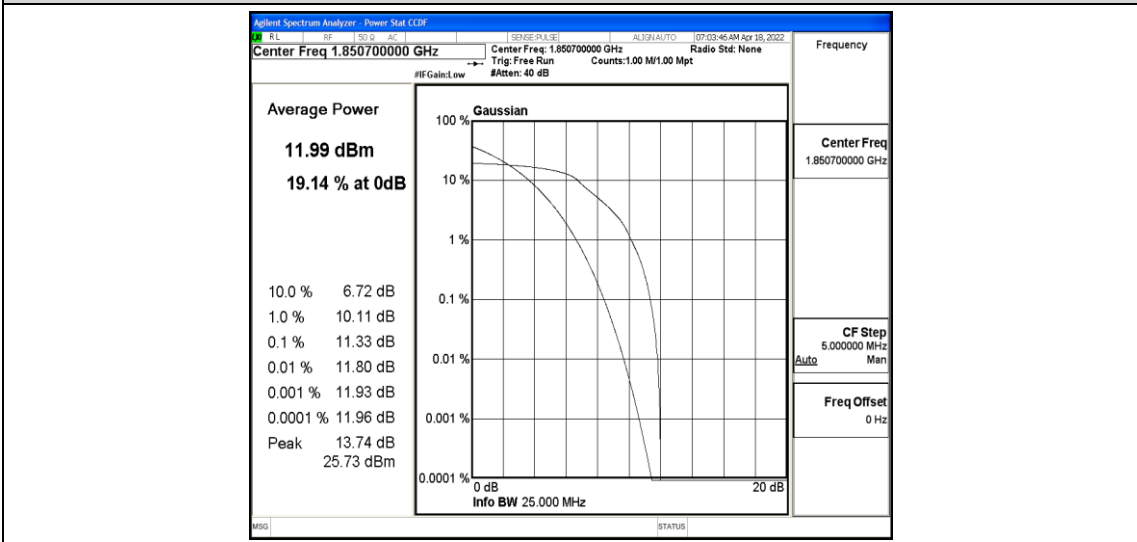 Agilent Spectrum Analyzer - Power Stat CCDF
LXI RL RF 50 Ω AC SENSE:PULSE ALIGN AUTO 07:03:46 AM Apr 18, 2022
Center Freq 1.850700000 GHz
Center Freq: 1.850700000 GHz Radio Std: None
Trig: Free Run Counts:1.00 M/1.00 Mpt
#IFGain:Low #Atten: 40 dB
Frequency
Average Power
11.99 dBm
19.14 % at 0dB
10.0 % 6.72 dB
1.0 % 10.11 dB
0.1 % 11.33 dB
0.01 % 11.80 dB
0.001 % 11.93 dB
0.0001 % 11.96 dB
Peak 13.74 dB
25.73 dBm
Gaussian
100 %
10 %
1 %
0.1 %
0.01 %
0.001 %
0.0001 %
0 dB 20 dB
Info BW 25.000 MHz
Center Freq
1.850700000 GHz
CF Step
5.000000 MHz
Auto Man
Freq Offset
0 Hz
MSG STATUS